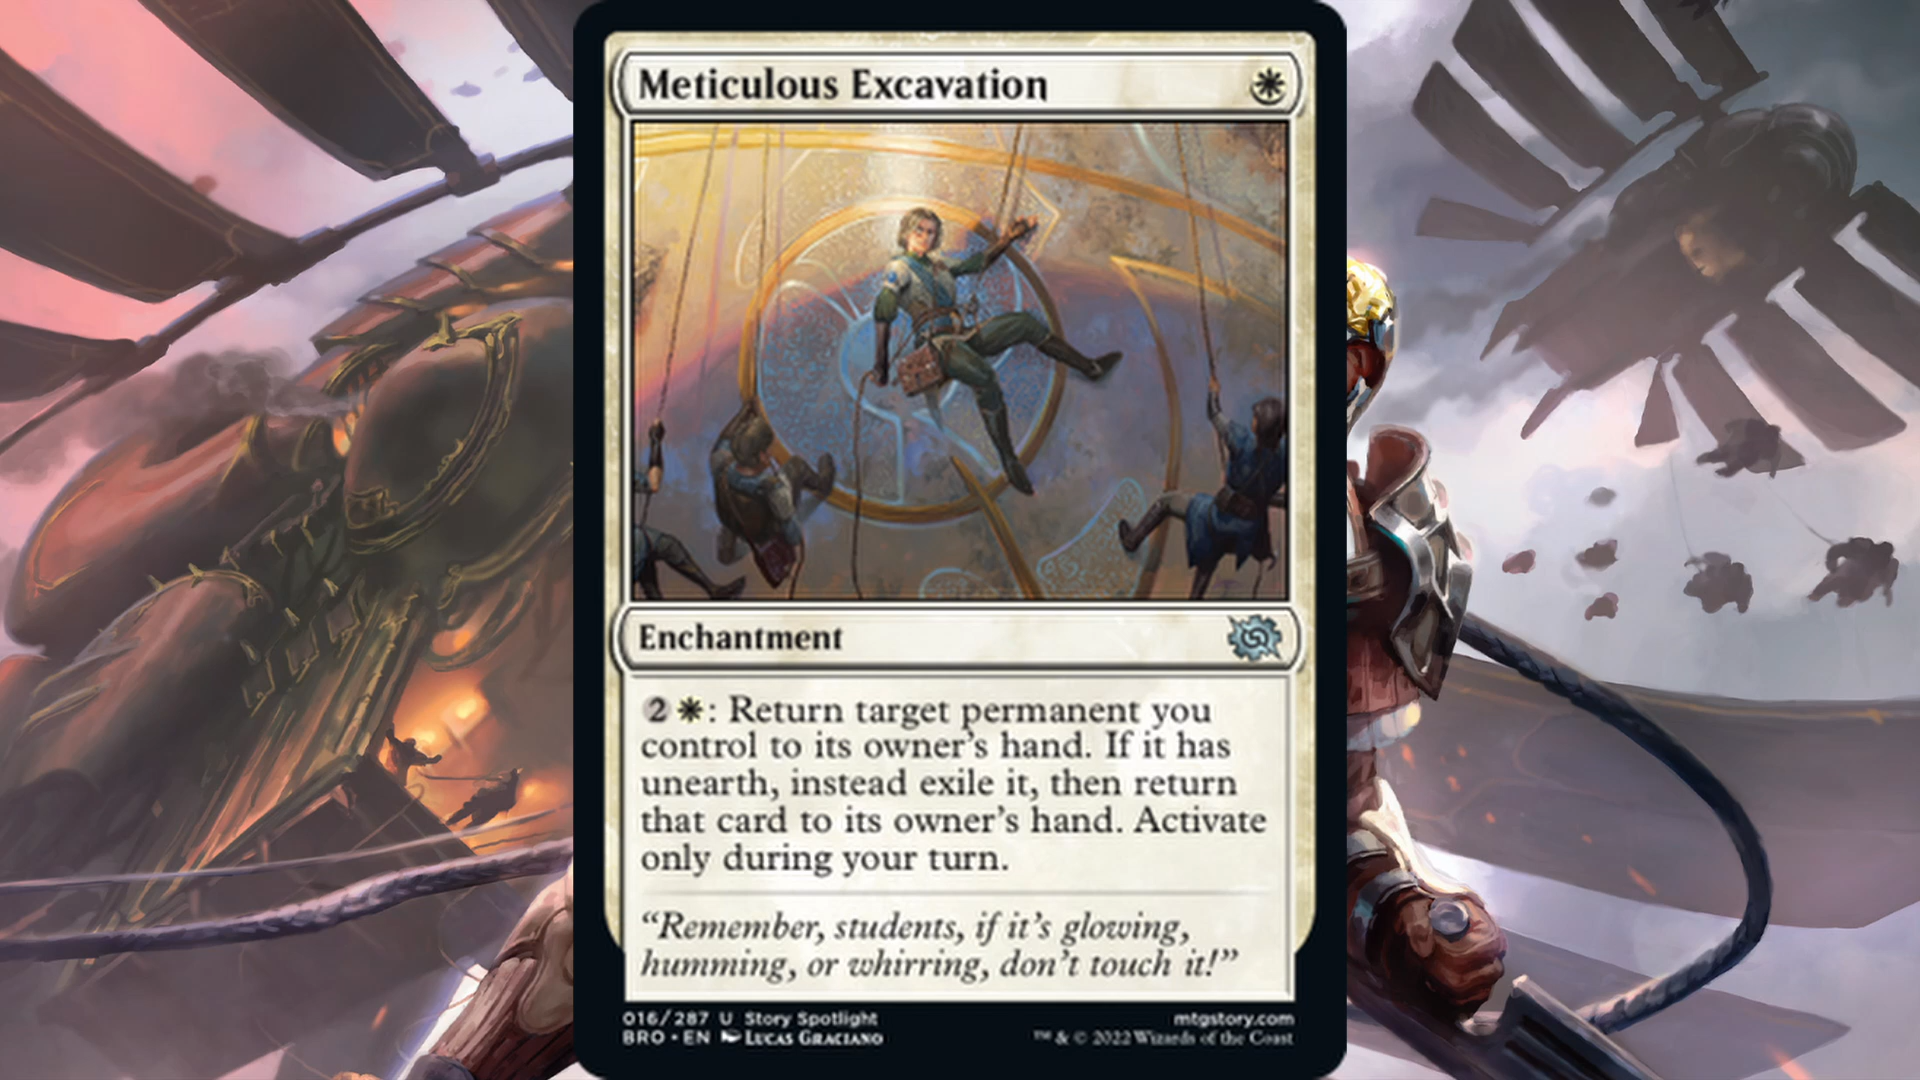 Meticulous Excavation
Enchantment
2 : Return target permanent you
control to its owner's hand. If it has
unearth, instead exile it, then return
that card to its owner's hand. Activate
only during your turn.
“Remember, students, if it's glowing,
humming, or whirring, don't touch it!”
016/287 U Story Spotlight
mtgstory.com
BRO • EN LUCAS GRACIANO
™ & © 2022 Wizards of the Coast